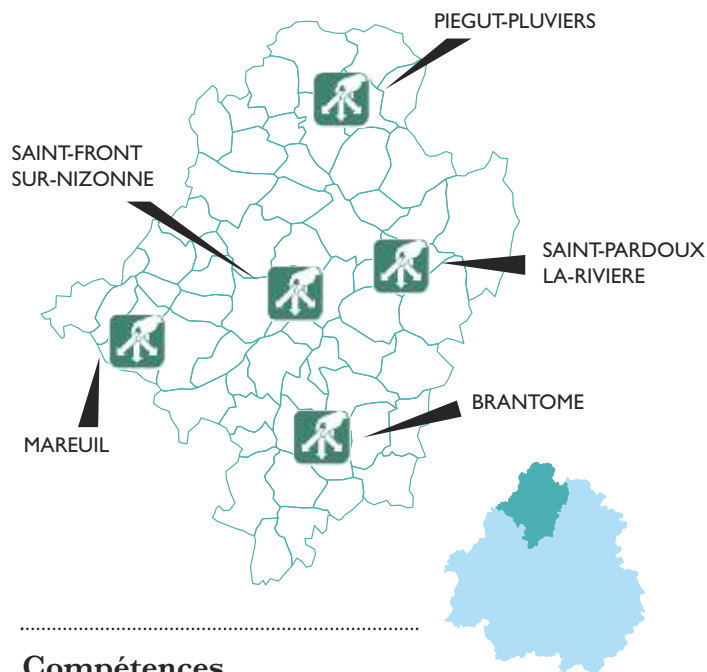 PIEGUT-PLUVIERS
SAINT-FRONT
SUR-NIZONNE
SAINT-PARDOUX
LA-RIVIERE
BRANTOME
MAREUIL
Compétences